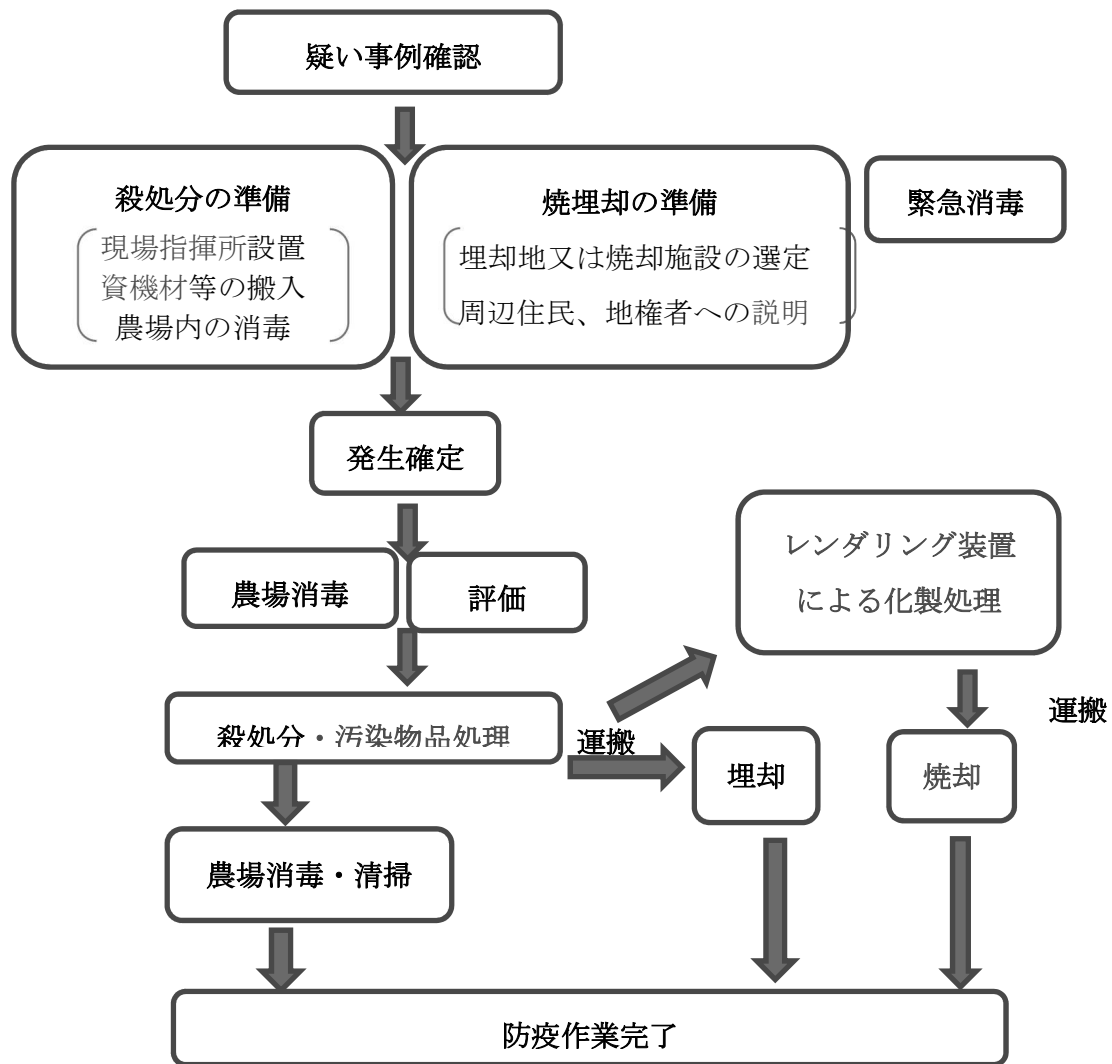 疑い事例確認
殺処分の準備
現場指揮所設置
資機材等の搬入
農場内の消毒
焼埋却の準備
埋却地又は焼却施設の選定
周辺住民、地権者への説明
緊急消毒
発生確定
農場消毒
評価
レンダリング装置
による化製処理
殺処分・汚染物品処理
運搬
運搬
埋却
焼却
農場消毒・清掃
防疫作業完了